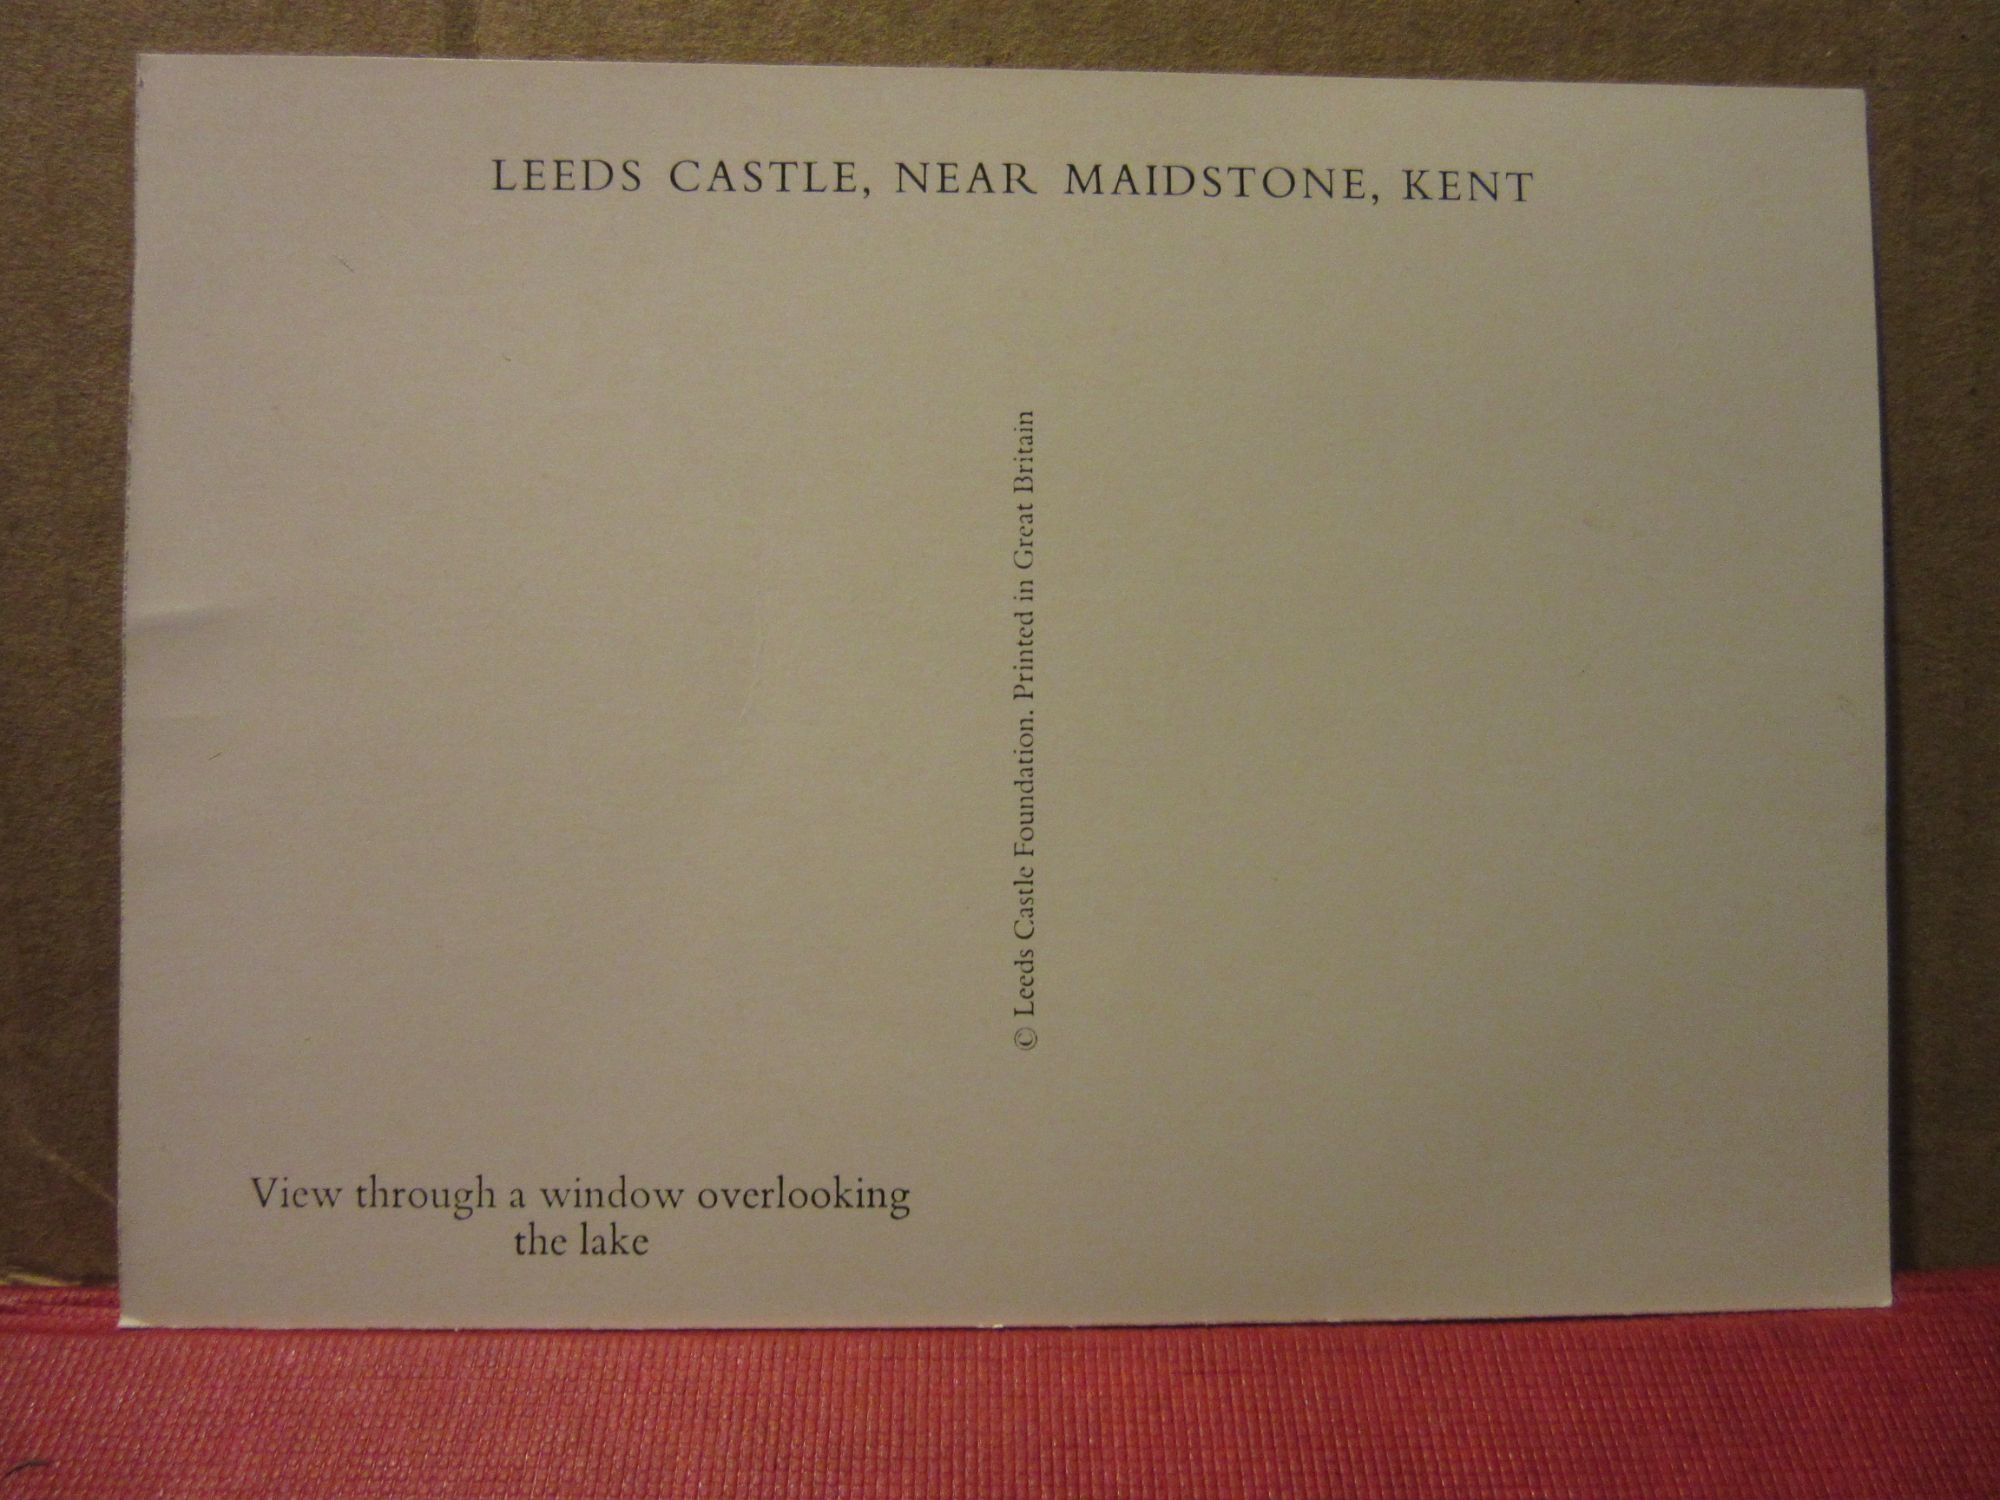 LEEDS CASTLE, NEAR MAIDSTONE, KENT
© Leeds Castle Foundation. Printed in Great Britain
View through a window overlooking
the lake